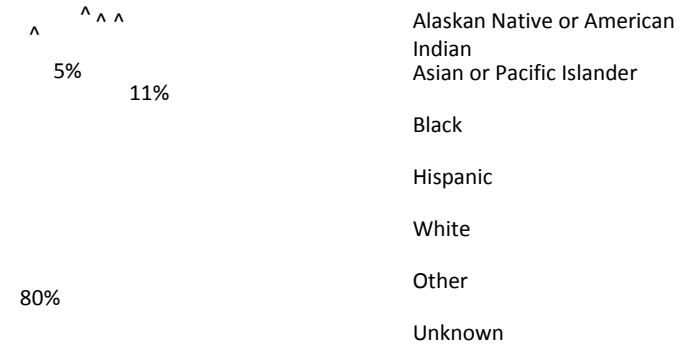 ^
^ ^ ^
5%
11%
80%
Alaskan Native or American
Indian
Asian or Pacific Islander
Black
Hispanic
White
Other
Unknown